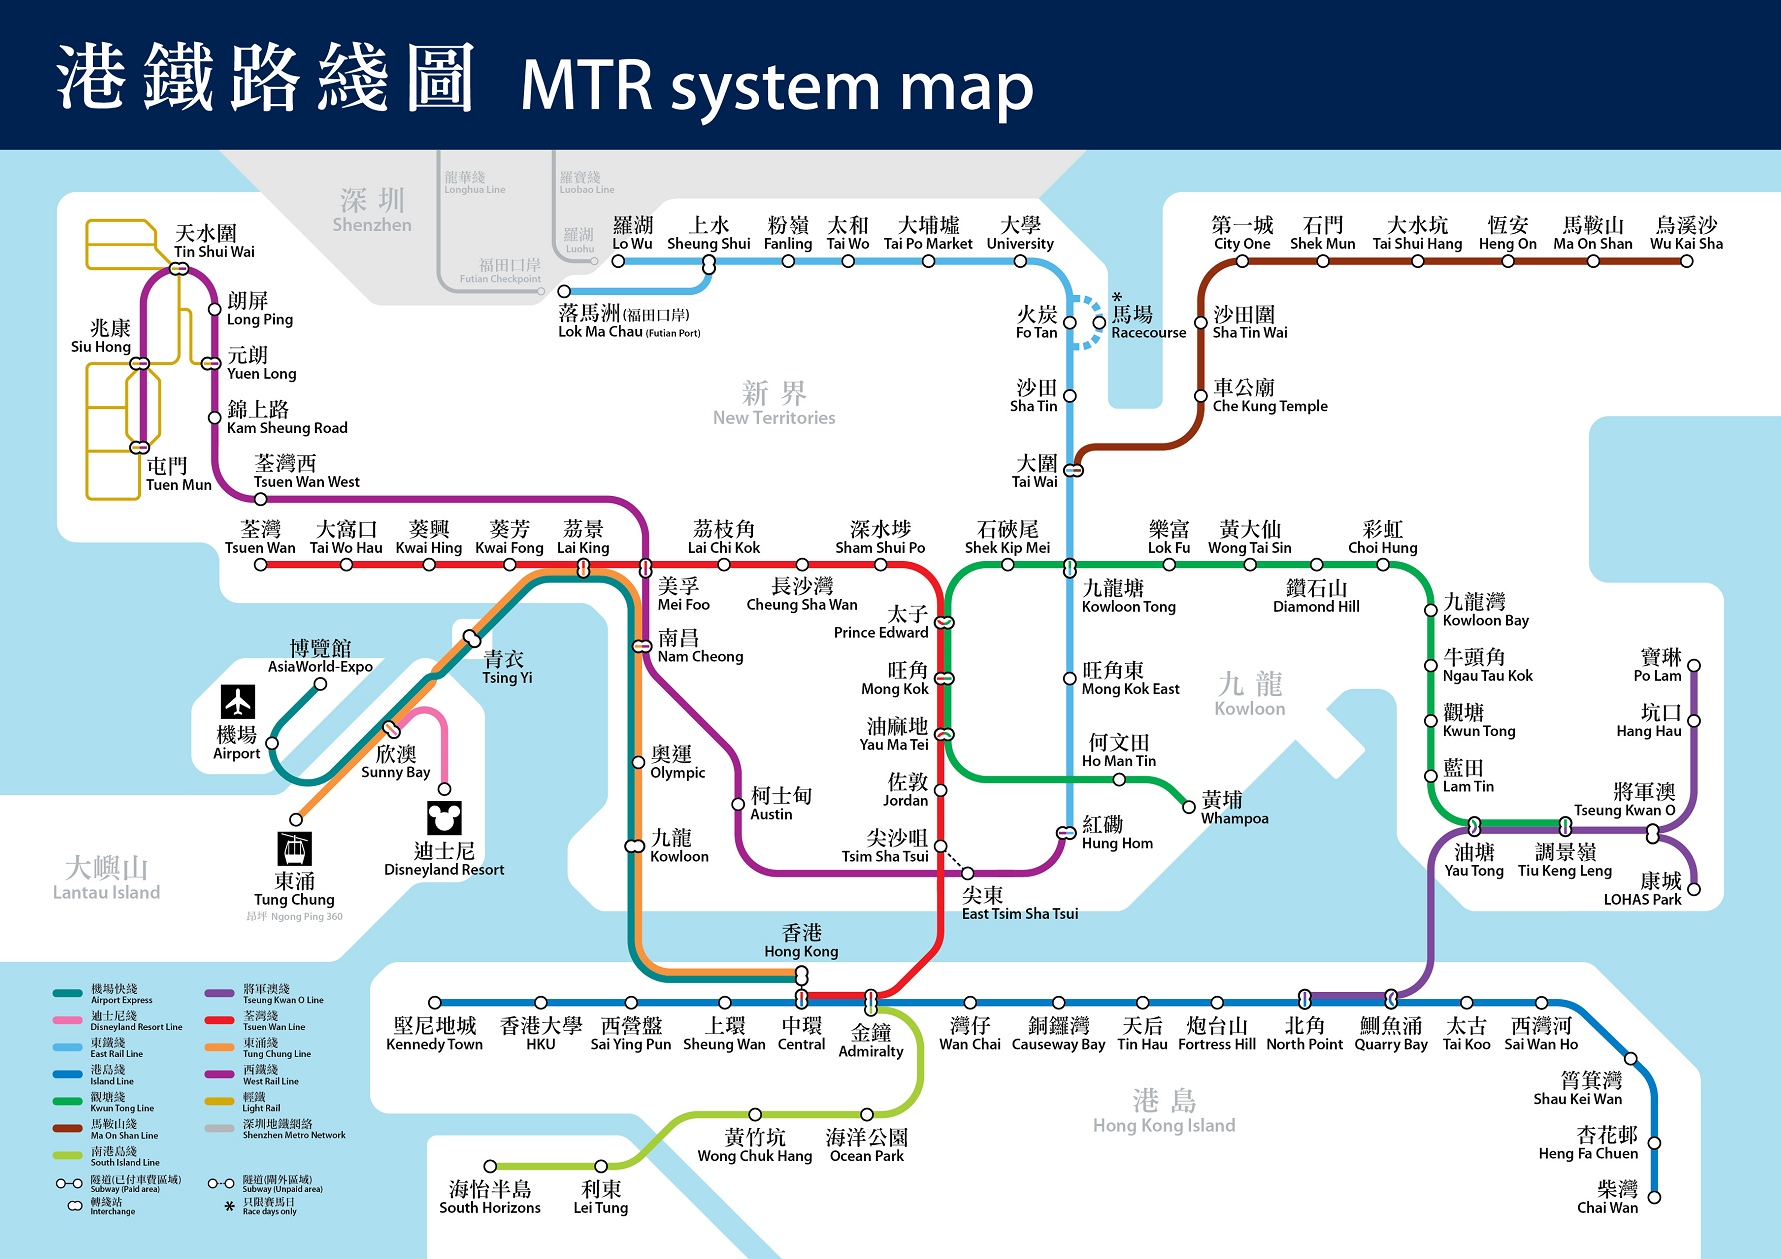 港鐵路綫圖 MTR system map
深圳
Shenzhen
龍華綫
Longhua Line
羅寶綫
Luobao Line
羅湖
Luohu
福田口岸
Futian Checkpoint
羅湖
Lo Wu
上水
Sheung Shui
粉嶺
Fanling
太和
Tai Wo
大埔墟
Tai Po Market
大學
University
第一城
City One
石門
Shek Mun
大水坑
Tai Shui Hang
恆安
Heng On
馬鞍山
Ma On Shan
烏溪沙
Wu Kai Sha
天水圍
Tin Shui Wai
朗屏
Long Ping
兆康
Siu Hong
元朗
Yuen Long
錦上路
Kam Sheung Road
屯門
Tuen Mun
荃灣西
Tsuen Wan West
落馬洲(福田口岸)
Lok Ma Chau (Futian Port)
火炭
Fo Tan
*
馬場
Racecourse
沙田圍
Sha Tin Wai
沙田
Sha Tin
車公廟
Che Kung Temple
新界
New Territories
大圍
Tai Wai
荃灣
Tsuen Wan
大窩口
Tai Wo Hau
葵興
Kwai Hing
葵芳
Kwai Fong
荔景
Lai King
荔枝角
Lai Chi Kok
深水埗
Sham Shui Po
石硤尾
Shek Kip Mei
樂富
Lok Fu
黃大仙
Wong Tai Sin
彩虹
Choi Hung
美孚
Mei Foo
長沙灣
Cheung Sha Wan
太子
Prince Edward
九龍塘
Kowloon Tong
鑽石山
Diamond Hill
九龍灣
Kowloon Bay
南昌
Nam Cheong
牛頭角
Ngau Tau Kok
寶琳
Po Lam
博覽館
AsiaWorld-Expo
青衣
Tsing Yi
旺角
Mong Kok
旺角東
Mong Kok East
九龍
Kowloon
觀塘
Kwun Tong
坑口
Hang Hau
機場
Airport
欣澳
Sunny Bay
奧運
Olympic
油麻地
Yau Ma Tei
何文田
Ho Man Tin
藍田
Lam Tin
將軍澳
Tseung Kwan O
柯士甸
Austin
佐敦
Jordan
黃埔
Whampoa
九龍
Kowloon
尖沙咀
Tsim Sha Tsui
紅磡
Hung Hom
油塘
Yau Tong
調景嶺
Tiu Keng Leng
康城
LOHAS Park
大嶼山
Lantau Island
東涌
Tung Chung
昂坪 Ngong Ping 360
迪士尼
Disneyland Resort
尖東
East Tsim Sha Tsui
香港
Hong Kong
堅尼地城
Kennedy Town
香港大學
HKU
西營盤
Sai Ying Pun
上環
Sheung Wan
中環
Central
金鐘
Admiralty
灣仔
Wan Chai
銅鑼灣
Causeway Bay
天后
Tin Hau
炮台山
Fortress Hill
北角
North Point
鰂魚涌
Quarry Bay
太古
Tai Koo
西灣河
Sai Wan Ho
筲箕灣
Shau Kei Wan
杏花邨
Heng Fa Chuen
柴灣
Chai Wan
港島
Hong Kong Island
黃竹坑
Wong Chuk Hang
海洋公園
Ocean Park
海怡半島
South Horizons
利東
Lei Tung
機場快綫
Airport Express
迪士尼綫
Disneyland Resort Line
東鐵綫
East Rail Line
港島綫
Island Line
觀塘綫
Kwun Tong Line
馬鞍山綫
Ma On Shan Line
南港島綫
South Island Line
隧道(已付車費區域)
Subway (Paid area)
轉綫站
Interchange
將軍澳綫
Tseung Kwan O Line
荃灣綫
Tsuen Wan Line
東涌綫
Tung Chung Line
西鐵綫
West Rail Line
輕鐵
Light Rail
深圳地鐵網絡
Shenzhen Metro Network
隧道(閘外區域)
Subway (Unpaid area)
* 只限賽馬日
Race days only